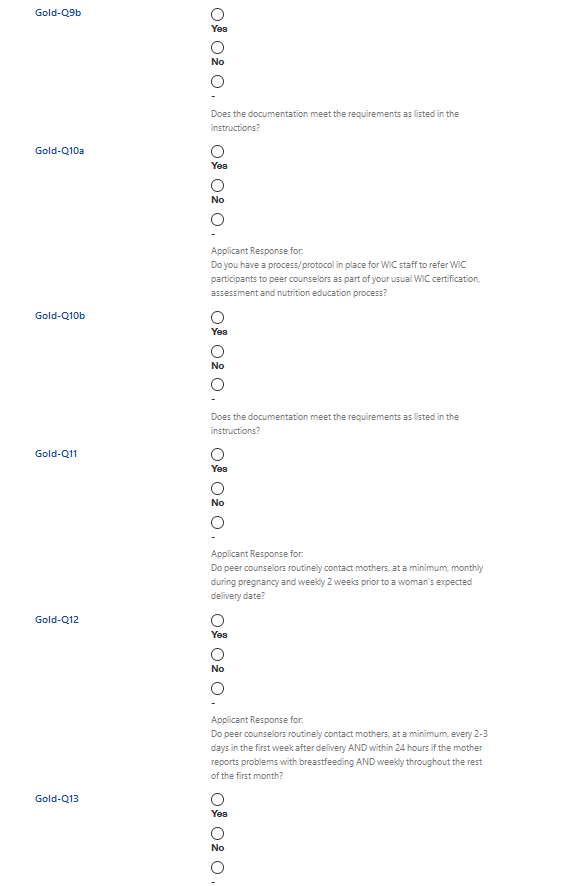 Gold-Q9b
Yes
No
-
Does the documentation meet the requirements as listed in the
instructions?
Gold-Q10a
Yes
No
-
Applicant Response for:
Do you have a process/protocol in place for WIC staff to refer WIC
participants to peer counselors as part of your usual WIC certification,
assessment and nutrition education process?
Gold-Q10b
Yes
No
-
Does the documentation meet the requirements as listed in the
instructions?
Gold-Q11
Yes
No
-
Applicant Response for:
Do peer counselors routinely contact mothers, at a minimum, monthly
during pregnancy and weekly 2 weeks prior to a woman's expected
delivery date?
Gold-Q12
Yes
No
-
Applicant Response for:
Do peer counselors routinely contact mothers, at a minimum, every 2-3
days in the first week after delivery AND within 24 hours if the mother
reports problems with breastfeeding AND weekly throughout the rest
of the first month?
Gold-Q13
Yes
No
-